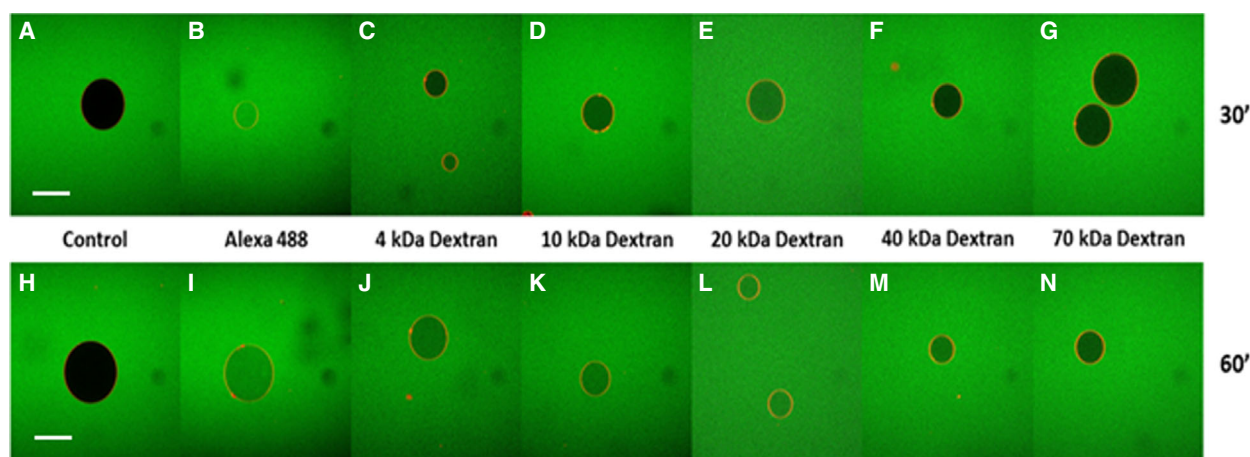 A B C D E F G
30’
Control Alexa 488 4 kDa Dextran 10 kDa Dextran 20 kDa Dextran 40 kDa Dextran 70 kDa Dextran
H I J K L M N
60’